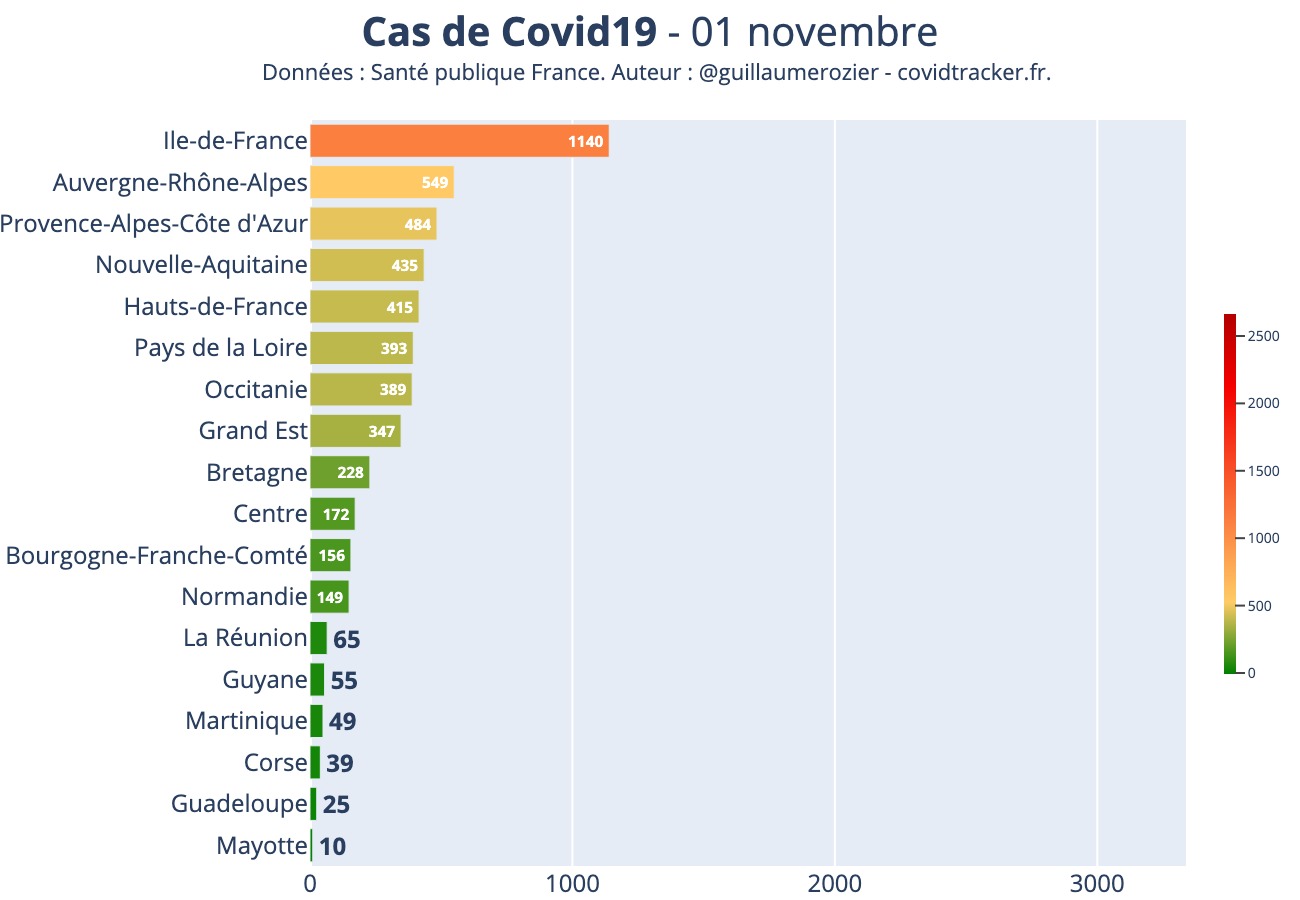 Cas de Covid19 - 01 novembre
Données : Santé publique France. Auteur : @guillaumerozier - covidtracker.fr.
Ile-de-France 1140
Auvergne-Rhône-Alpes 549
Provence-Alpes-Côte d'Azur 484
Nouvelle-Aquitaine 435
Hauts-de-France 415
Pays de la Loire 393
Occitanie 389
Grand Est 347
Bretagne 228
Centre 172
Bourgogne-Franche-Comté 156
Normandie 149
La Réunion 65
Guyane 55
Martinique 49
Corse 39
Guadeloupe 25
Mayotte 10
0 1000 2000 3000
2500
2000
1500
1000
500
0